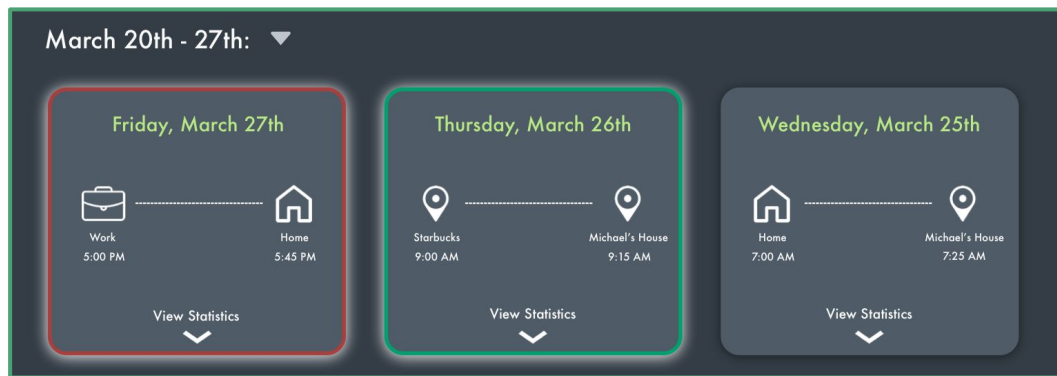 March 20th - 27th:
Friday, March 27th
Work
5:00 PM
Home
5:45 PM
View Statistics
Thursday, March 26th
Starbucks
9:00 AM
Michael's House
9:15 AM
View Statistics
Wednesday, March 25th
Home
7:00 AM
Michael's House
7:25 AM
View Statistics